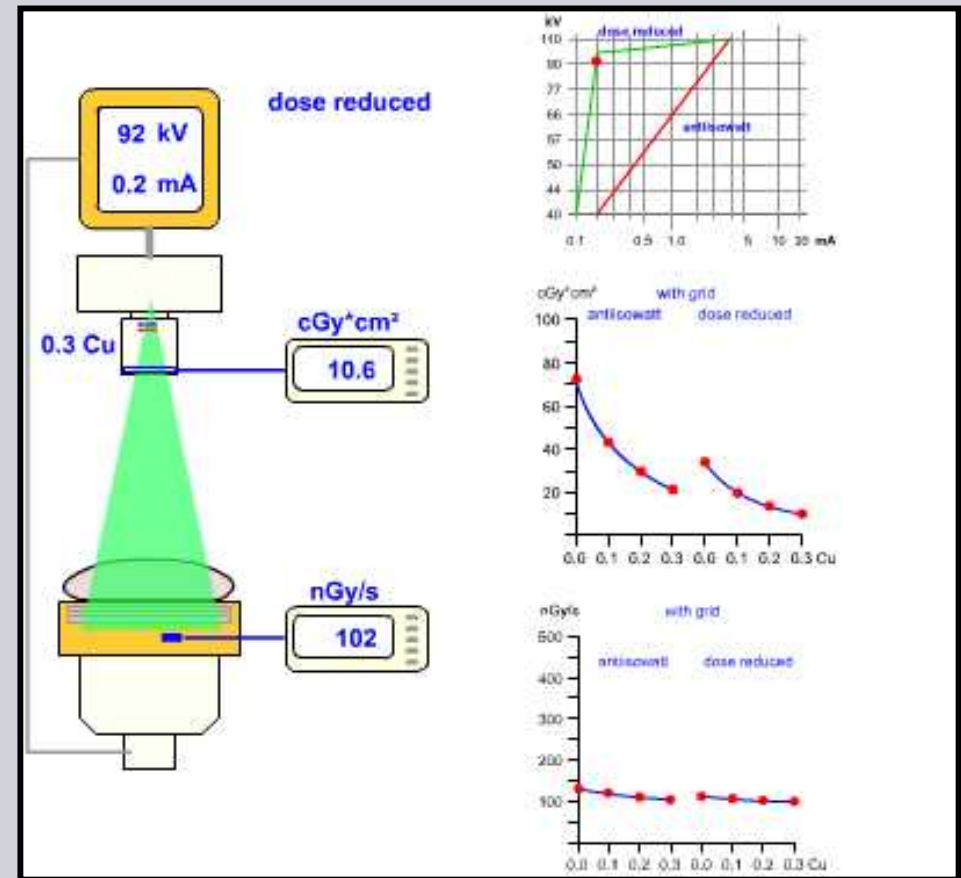 dose reduced
92 kV
0.2 mA
0.3 Cu
cGy*cm²
10.6
nGy/s
102
kV
dose reduced
110
90
77
66
57
50
44
40
antiisowatt
0.1 0.5 1.0 5 10 20 mA
cGy*cm² with grid
antiisowatt dose reduced
100
80
60
40
20
0.0 0.1 0.2 0.3 0.0 0.1 0.2 0.3 Cu
nGy/s with grid
500
antiisowatt dose reduced
400
300
200
100
0.0 0.1 0.2 0.3 0.0 0.1 0.2 0.3 Cu